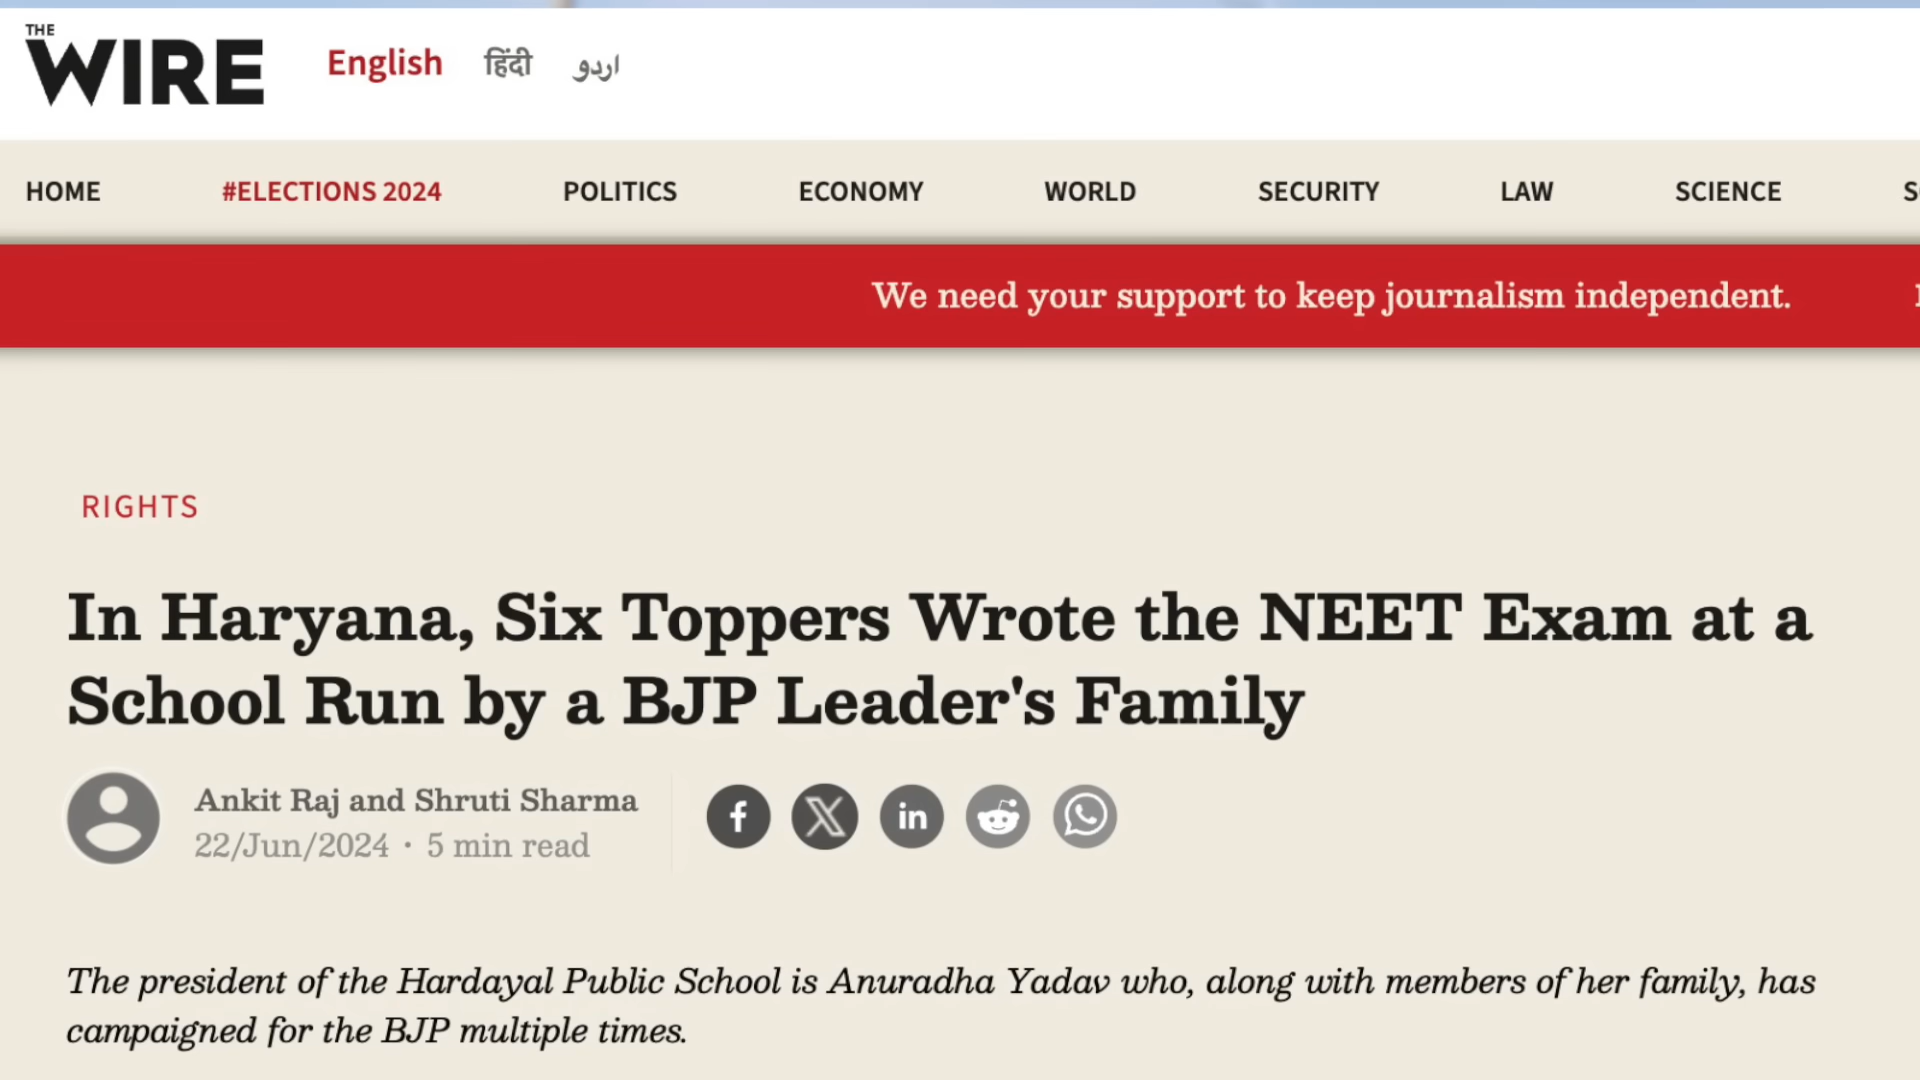 THE
WIRE
English हिंदी اردو
HOME #ELECTIONS 2024 POLITICS ECONOMY WORLD SECURITY LAW SCIENCE
We need your support to keep journalism independent.
RIGHTS
In Haryana, Six Toppers Wrote the NEET Exam at a
School Run by a BJP Leader's Family
Ankit Raj and Shruti Sharma
22/Jun/2024 · 5 min read
The president of the Hardayal Public School is Anuradha Yadav who, along with members of her family, has
campaigned for the BJP multiple times.